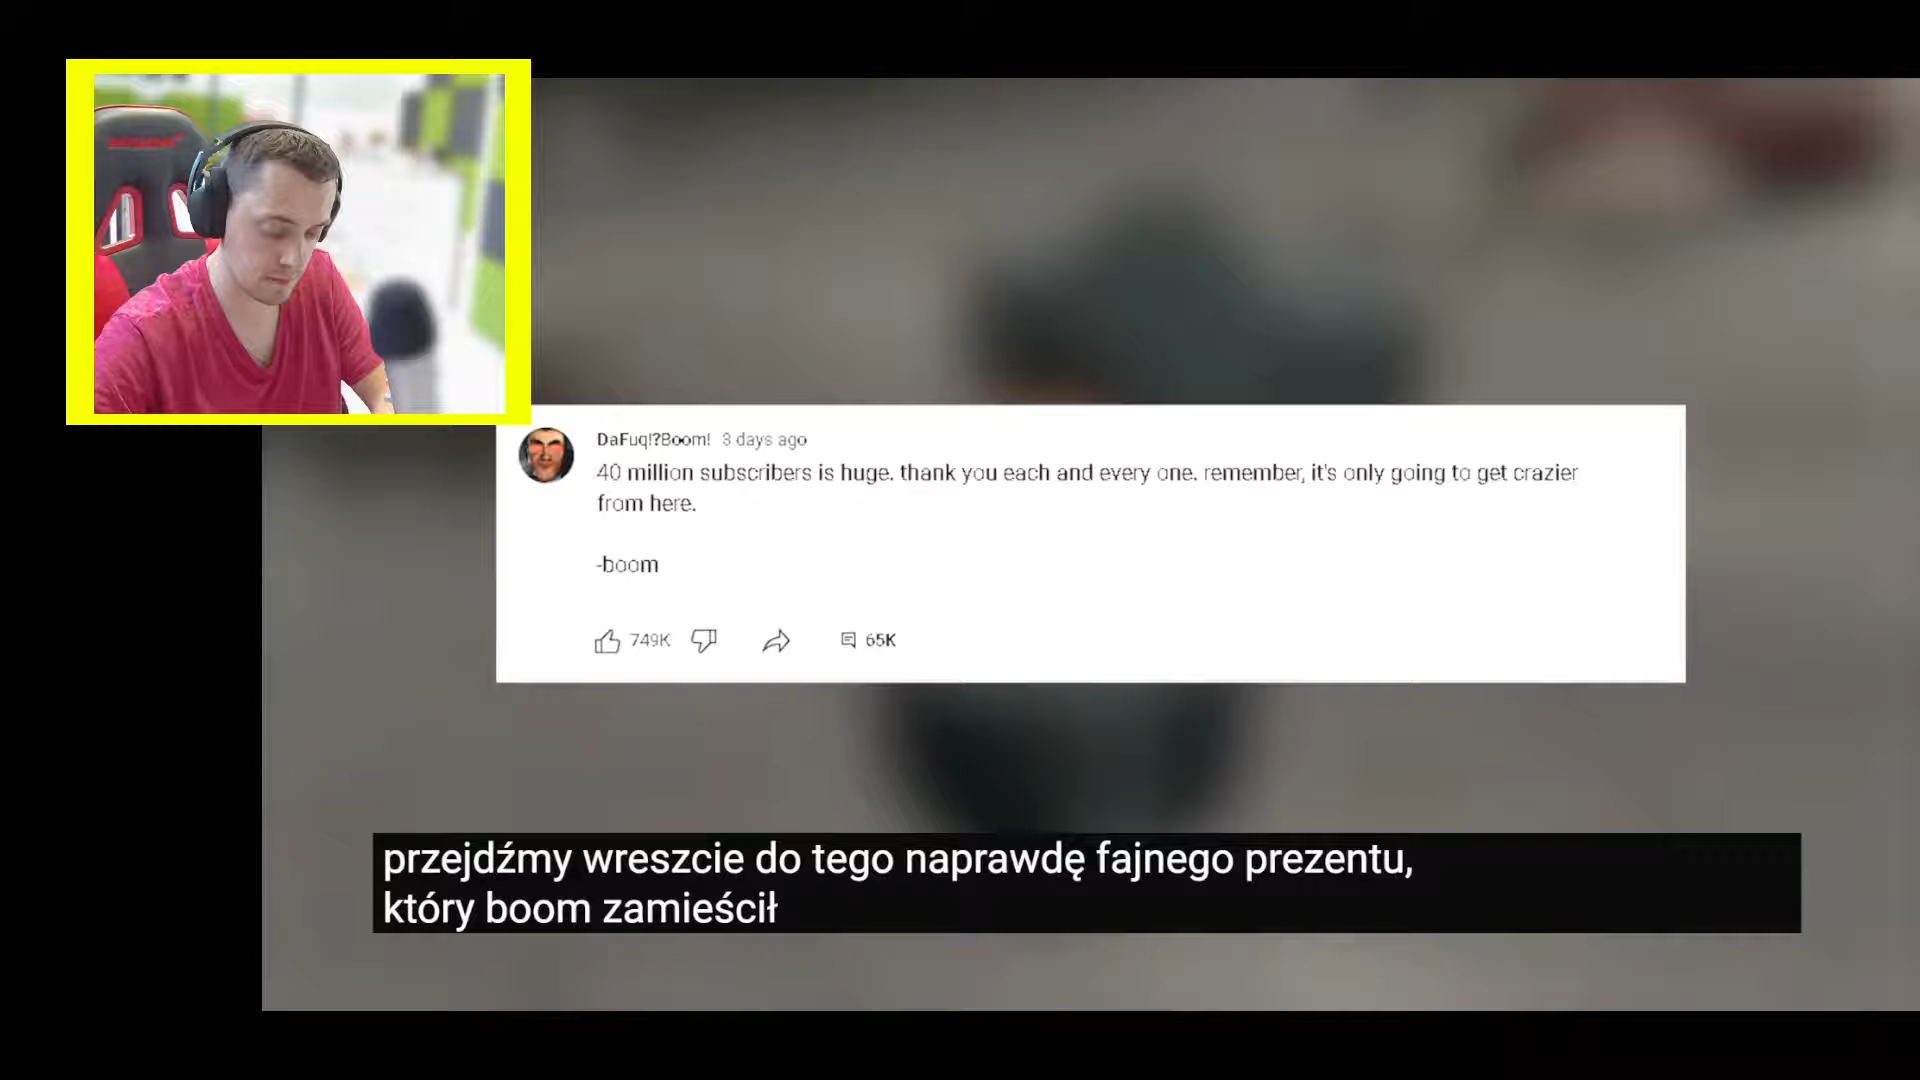 DaFuq!?Boom! 3 days ago
40 million subscribers is huge. thank you each and every one. remember, it's only going to get crazier
from here.
-boom
749K 65K
przejdźmy wreszcie do tego naprawdę fajnego prezentu,
który boom zamieścił